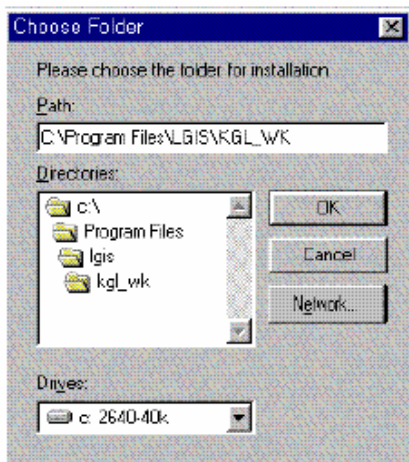 Choose Folder
Please choose the folder for installation
Path:
C:\Program Files\LGIS\KGL_WK
Directories:
c:\
Program Files
lgis
kgl_wk
OK
Cancel
Network...
Drives:
c: 2640-40k